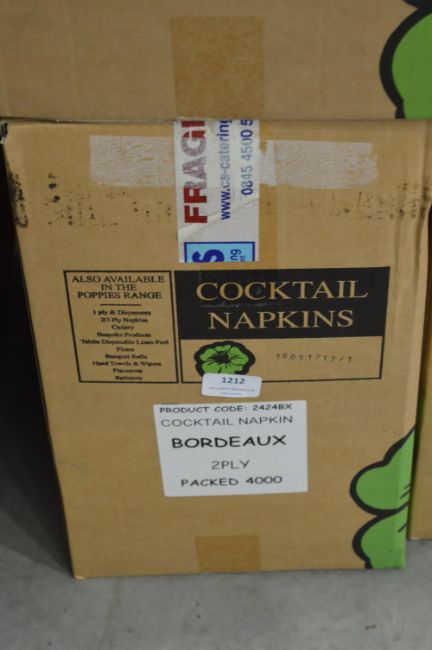 FRAGI
www.cs-catering
0845 4500 5
S
ALSO AVAILABLE
IN THE
POPPIES RANGE
1 ply & Dispensers
2/3 Ply Napkins
Cutlery
Bespoke Products
Table Disposable Linen Feel
Plates
Banquet Rolls
Hand Towels & Wipers
Placemats
COCKTAIL
NAPKINS
1212
PRODUCT CODE: 2424BX
COCKTAIL NAPKIN
BORDEAUX
2PLY
PACKED 4000